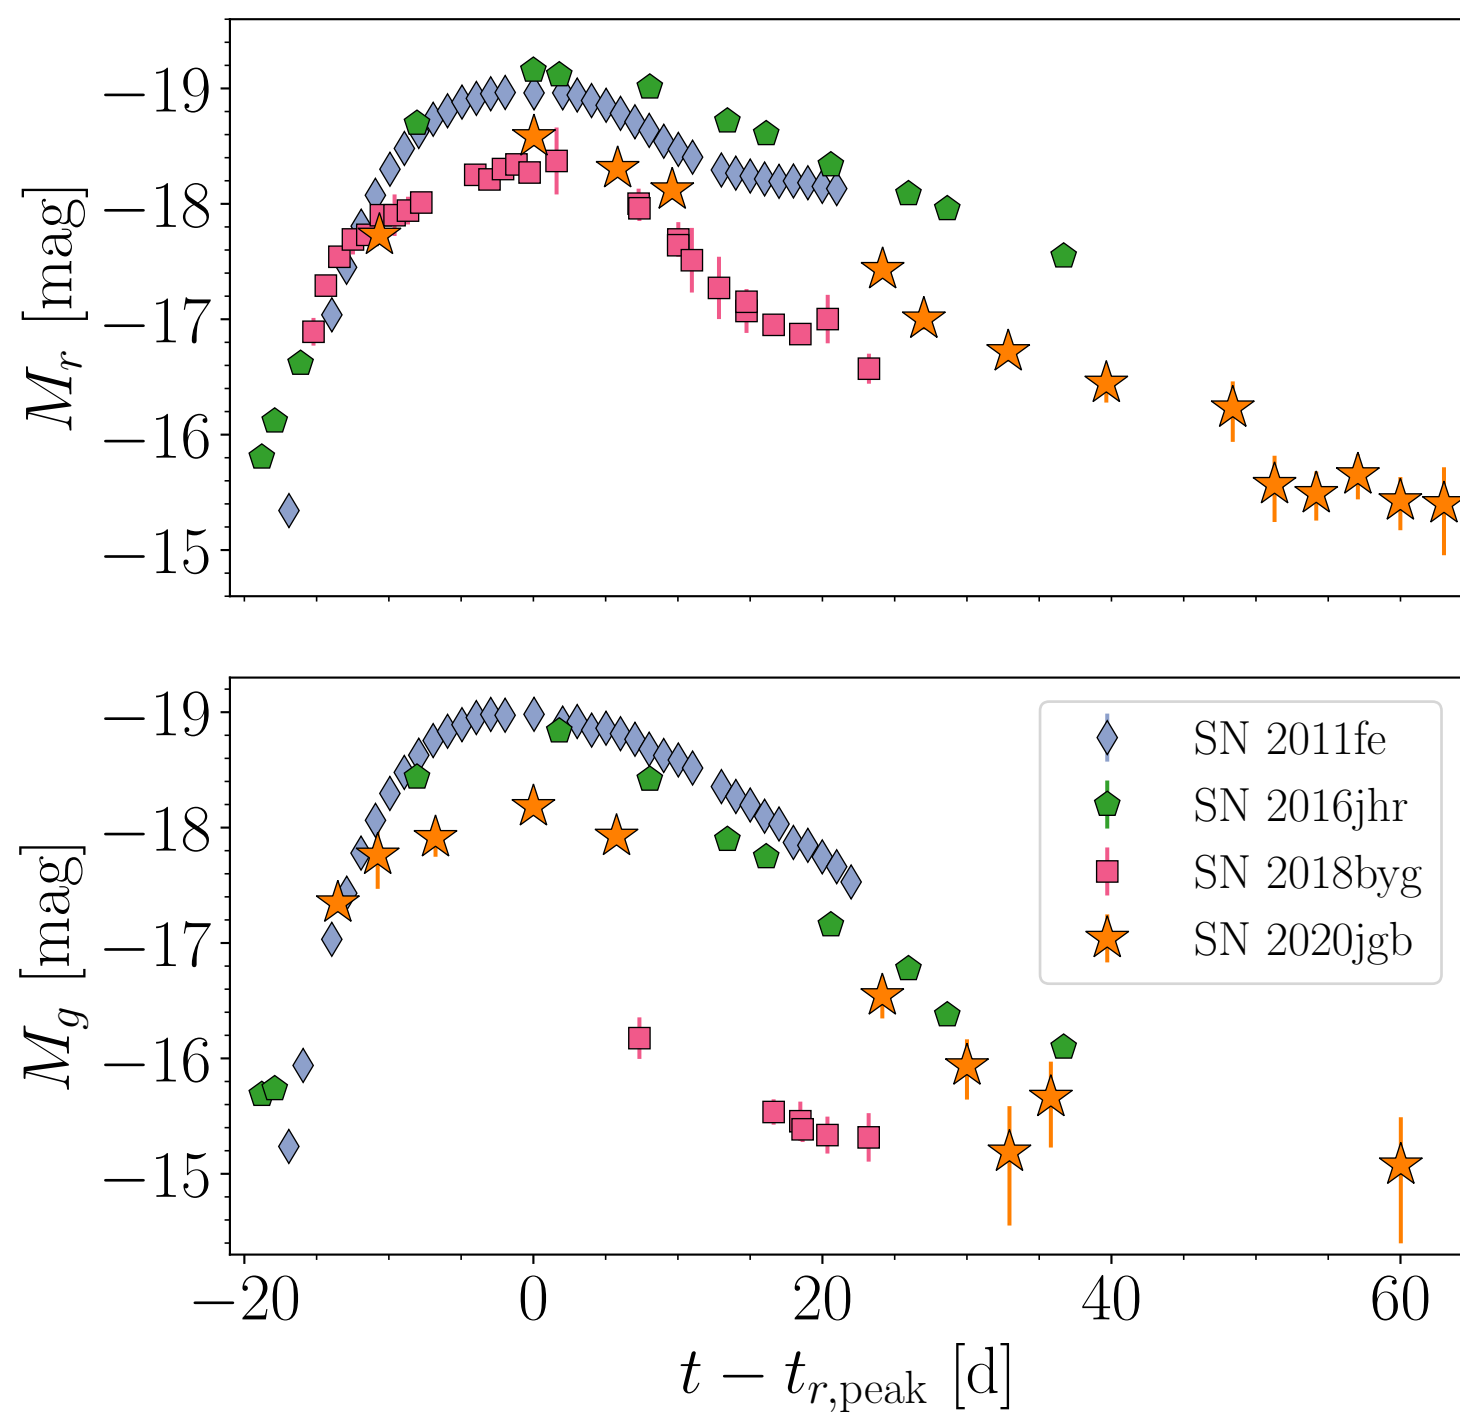 −19
−18
−17
−16
−15
M_r [mag]
−19
−18
−17
−16
−15
M_g [mag]
SN 2011fe
SN 2016jhr
SN 2018byg
SN 2020jgb
−20 0 20 40 60
t − t_{r,peak} [d]